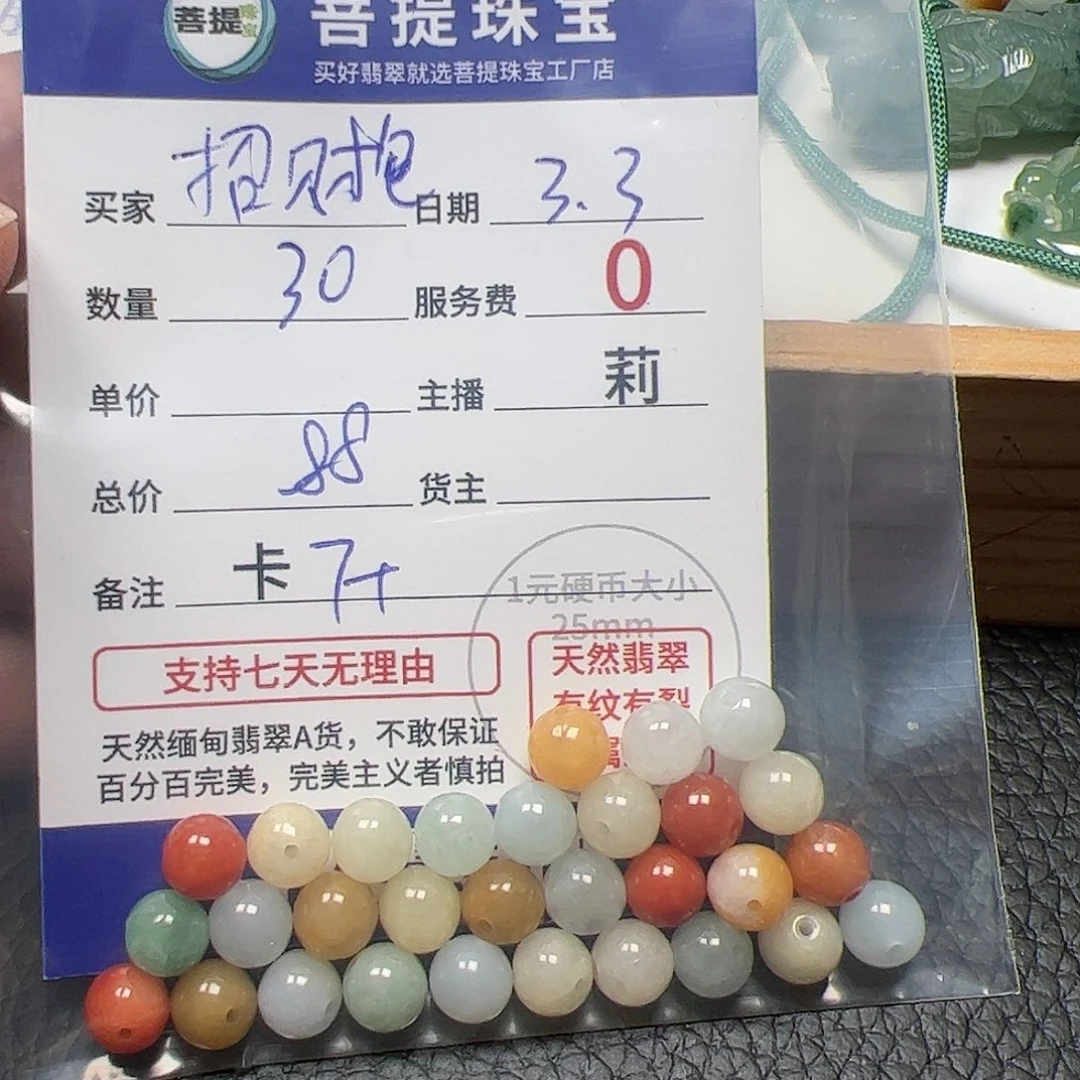 菩提珠宝
菩提珠宝
买好翡翠就选菩提珠宝工厂店
买家 招财抱 日期 3.3
数量 30 服务费 0
单价 主播 莉
总价 88 货主
备注 卡 7+
1元硬币大小
25mm
支持七天无理由
天然翡翠
有纹有裂
天然缅甸翡翠A货，不敢保证
百分百完美，完美主义者慎拍